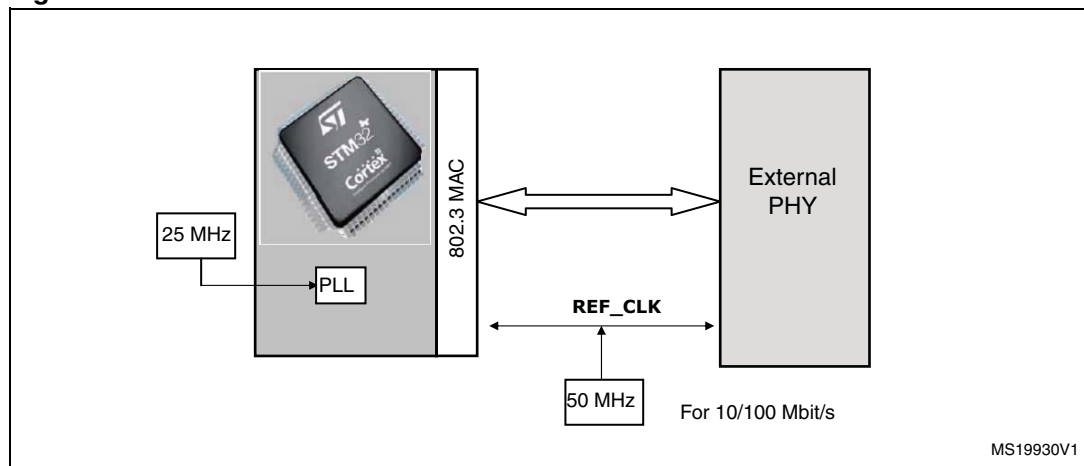 STM32
Cortex
802.3 MAC
External
PHY
25 MHz
PLL
REF_CLK
50 MHz
For 10/100 Mbit/s
MS19930V1